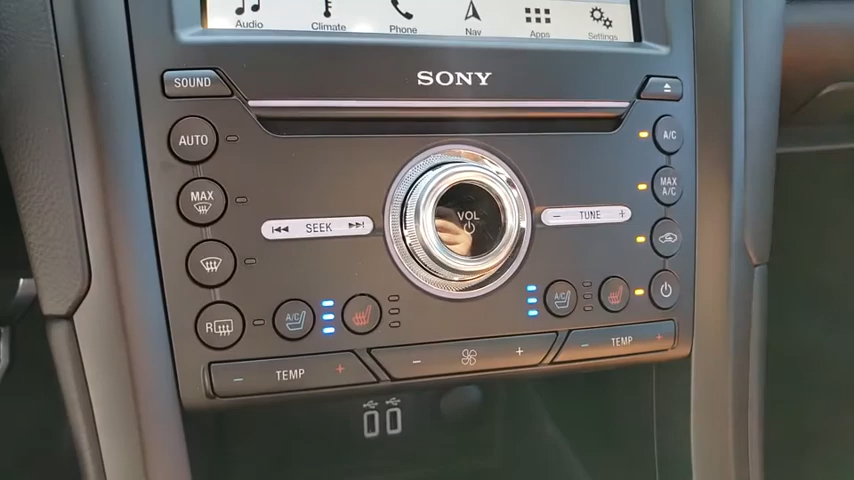 Audio Climate Phone Nav Apps Settings
SOUND
SONY
AUTO
A/C
MAX
MAX
A/C
SEEK
VOL
− TUNE +
R
A/C
A/C
− TEMP +
− +
− TEMP +